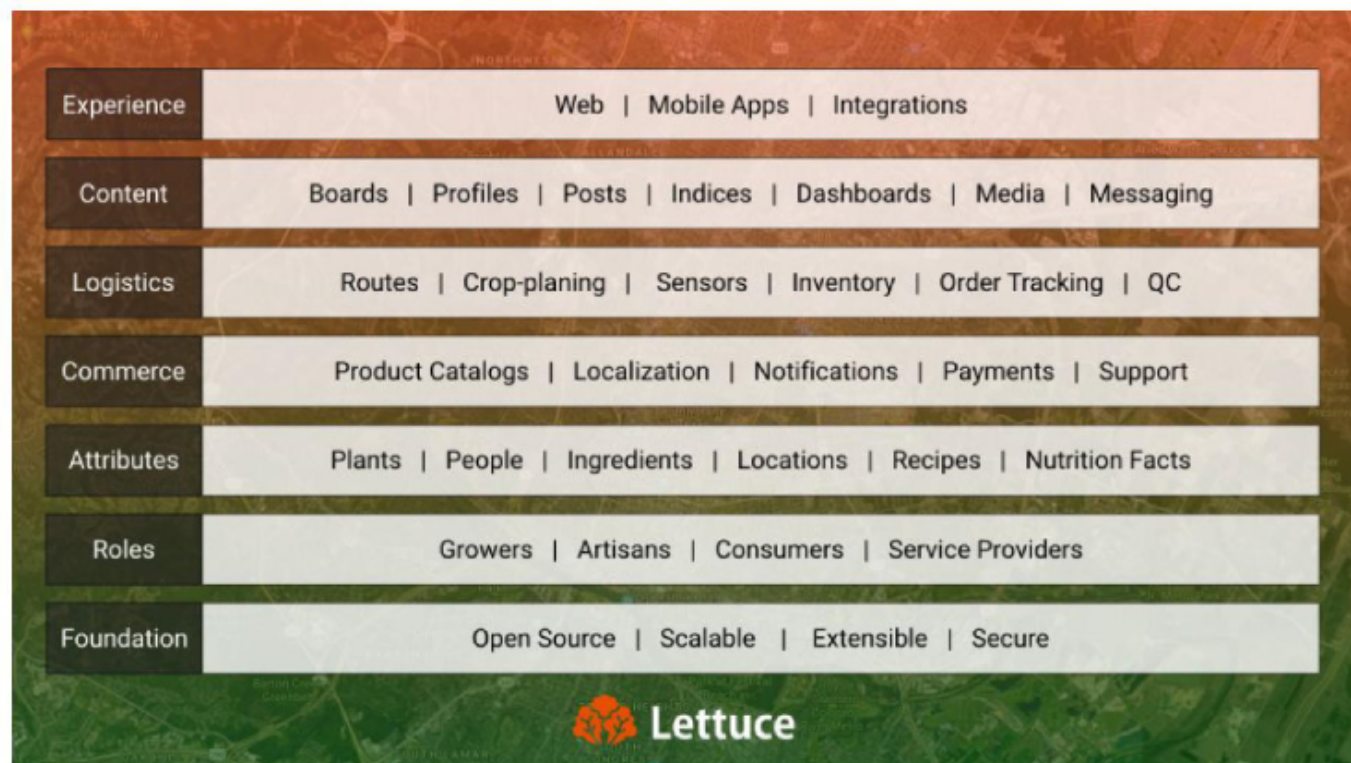 Experience
Web | Mobile Apps | Integrations
Content
Boards | Profiles | Posts | Indices | Dashboards | Media | Messaging
Logistics
Routes | Crop-planing | Sensors | Inventory | Order Tracking | QC
Commerce
Product Catalogs | Localization | Notifications | Payments | Support
Attributes
Plants | People | Ingredients | Locations | Recipes | Nutrition Facts
Roles
Growers | Artisans | Consumers | Service Providers
Foundation
Open Source | Scalable | Extensible | Secure
Lettuce